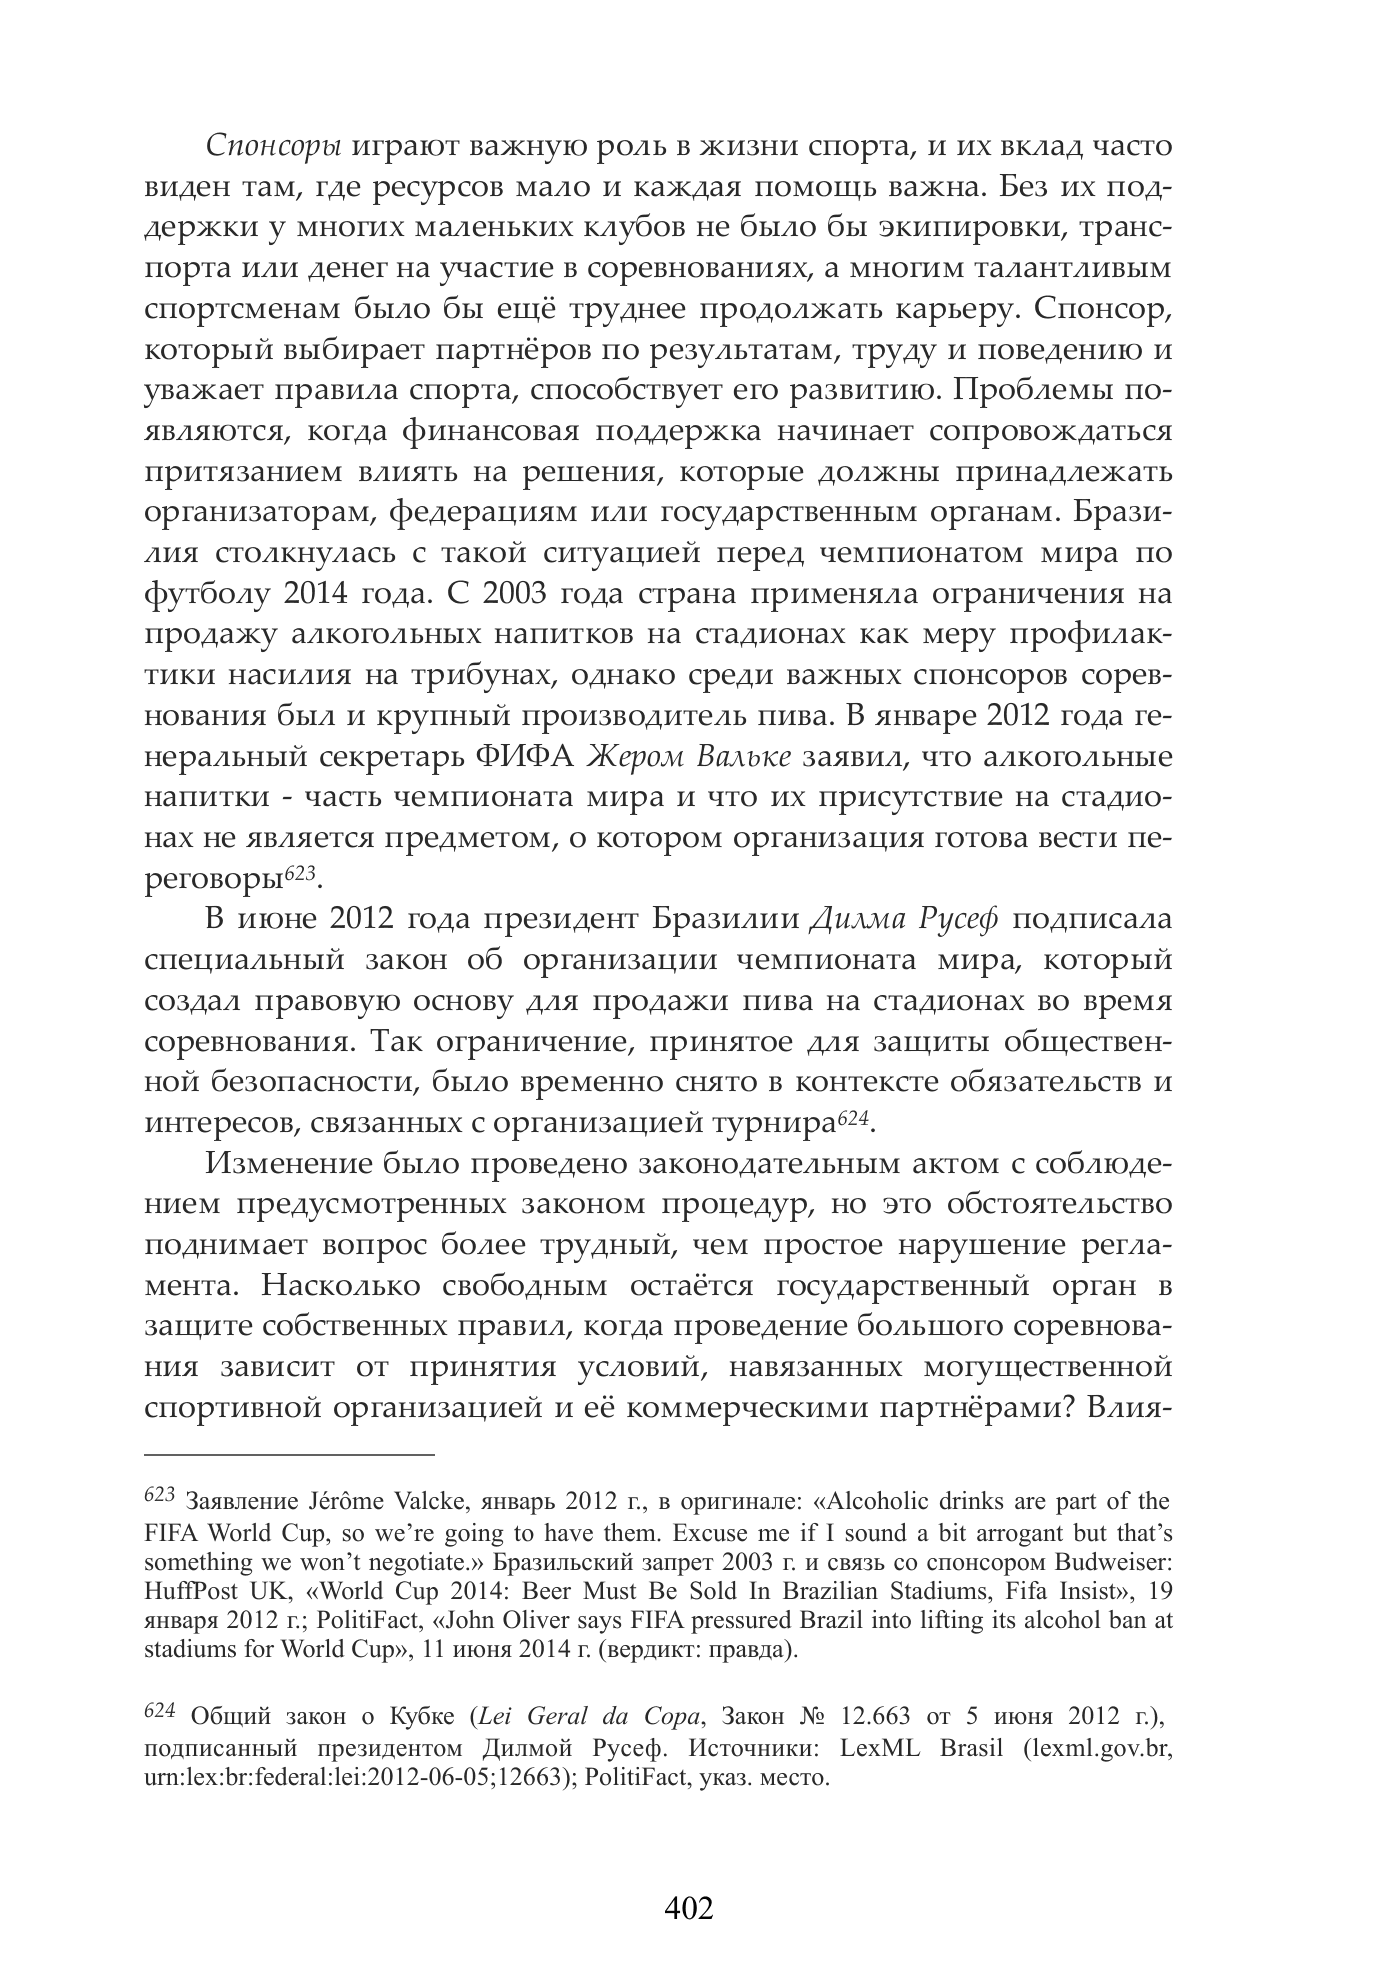 Спонсоры играют важную роль в жизни спорта, и их вклад часто
виден там, где ресурсов мало и каждая помощь важна. Без их под-
держки у многих маленьких клубов не было бы экипировки, транс-
порта или денег на участие в соревнованиях, а многим талантливым
спортсменам было бы ещё труднее продолжать карьеру. Спонсор,
который выбирает партнёров по результатам, труду и поведению и
уважает правила спорта, способствует его развитию. Проблемы по-
являются, когда финансовая поддержка начинает сопровождаться
притязанием влиять на решения, которые должны принадлежать
организаторам, федерациям или государственным органам. Брази-
лия столкнулась с такой ситуацией перед чемпионатом мира по
футболу 2014 года. С 2003 года страна применяла ограничения на
продажу алкогольных напитков на стадионах как меру профилак-
тики насилия на трибунах, однако среди важных спонсоров сорев-
нования был и крупный производитель пива. В январе 2012 года ге-
неральный секретарь ФИФА Жером Вальке заявил, что алкогольные
напитки - часть чемпионата мира и что их присутствие на стадио-
нах не является предметом, о котором организация готова вести пе-
реговоры623.
В июне 2012 года президент Бразилии Дилма Русеф подписала
специальный закон об организации чемпионата мира, который
создал правовую основу для продажи пива на стадионах во время
соревнования. Так ограничение, принятое для защиты обществен-
ной безопасности, было временно снято в контексте обязательств и
интересов, связанных с организацией турнира624.
Изменение было проведено законодательным актом с соблюде-
нием предусмотренных законом процедур, но это обстоятельство
поднимает вопрос более трудный, чем простое нарушение регла-
мента. Насколько свободным остаётся государственный орган в
защите собственных правил, когда проведение большого соревнова-
ния зависит от принятия условий, навязанных могущественной
спортивной организацией и её коммерческими партнёрами? Влия-
623 Заявление Jérôme Valcke, январь 2012 г., в оригинале: «Alcoholic drinks are part of the
FIFA World Cup, so we’re going to have them. Excuse me if I sound a bit arrogant but that’s
something we won’t negotiate.» Бразильский запрет 2003 г. и связь со спонсором Budweiser:
HuffPost UK, «World Cup 2014: Beer Must Be Sold In Brazilian Stadiums, Fifa Insist», 19
января 2012 г.; PolitiFact, «John Oliver says FIFA pressured Brazil into lifting its alcohol ban at
stadiums for World Cup», 11 июня 2014 г. (вердикт: правда).
624 Общий закон о Кубке (Lei Geral da Copa, Закон № 12.663 от 5 июня 2012 г.),
подписанный президентом Дилмой Русеф. Источники: LexML Brasil (lexml.gov.br,
urn:lex:br:federal:lei:2012-06-05;12663); PolitiFact, указ. место.
402